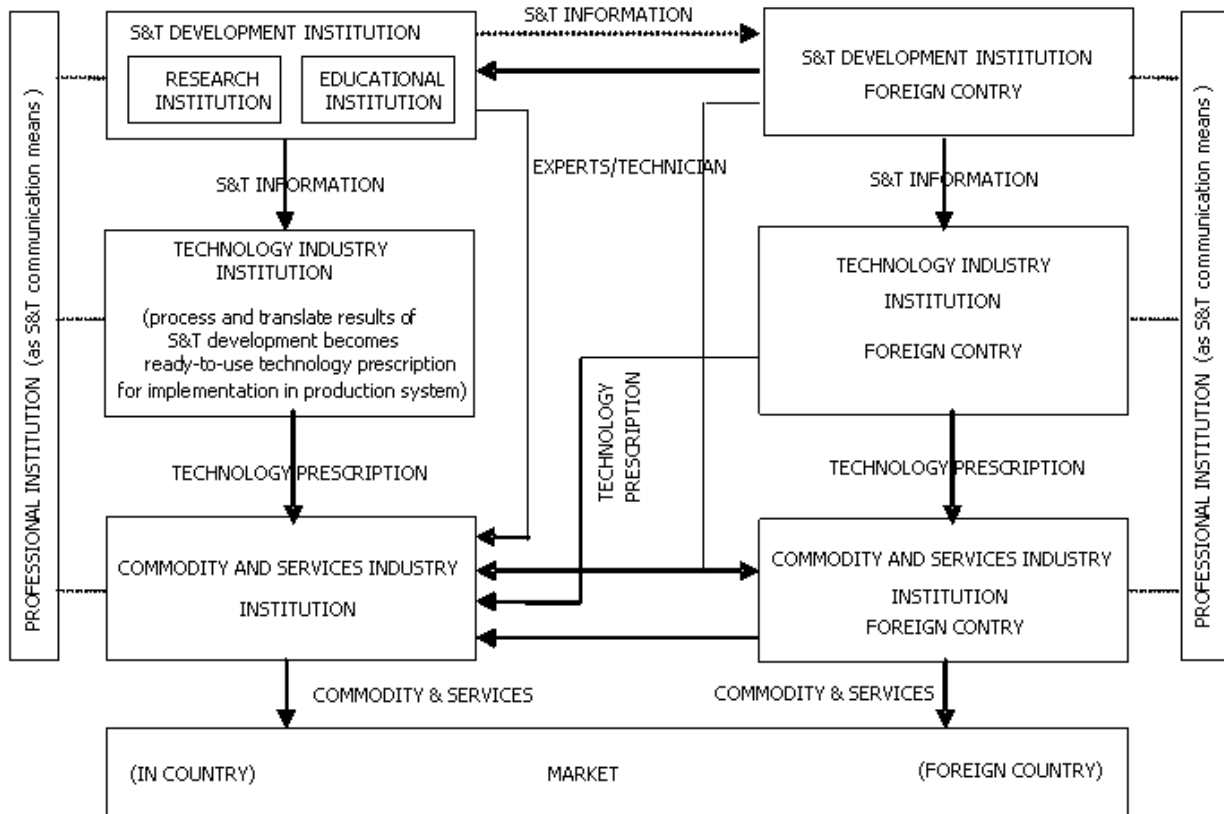 S&T INFORMATION
S&T DEVELOPMENT INSTITUTION
RESEARCH
INSTITUTION
EDUCATIONAL
INSTITUTION
S&T DEVELOPMENT INSTITUTION
FOREIGN CONTRY
EXPERTS/TECHNICIAN
S&T INFORMATION
S&T INFORMATION
TECHNOLOGY INDUSTRY
INSTITUTION
(process and translate results of
S&T development becomes
ready-to-use technology prescription
for implementation in production system)
TECHNOLOGY INDUSTRY
INSTITUTION
FOREIGN CONTRY
TECHNOLOGY
PRESCRIPTION
TECHNOLOGY PRESCRIPTION
TECHNOLOGY PRESCRIPTION
COMMODITY AND SERVICES INDUSTRY
INSTITUTION
COMMODITY AND SERVICES INDUSTRY
INSTITUTION
FOREIGN CONTRY
COMMODITY & SERVICES
COMMODITY & SERVICES
(IN COUNTRY)
MARKET
(FOREIGN COUNTRY)
PROFESSIONAL INSTITUTION (as S&T communication means )
PROFESSIONAL INSTITUTION (as S&T communication means )